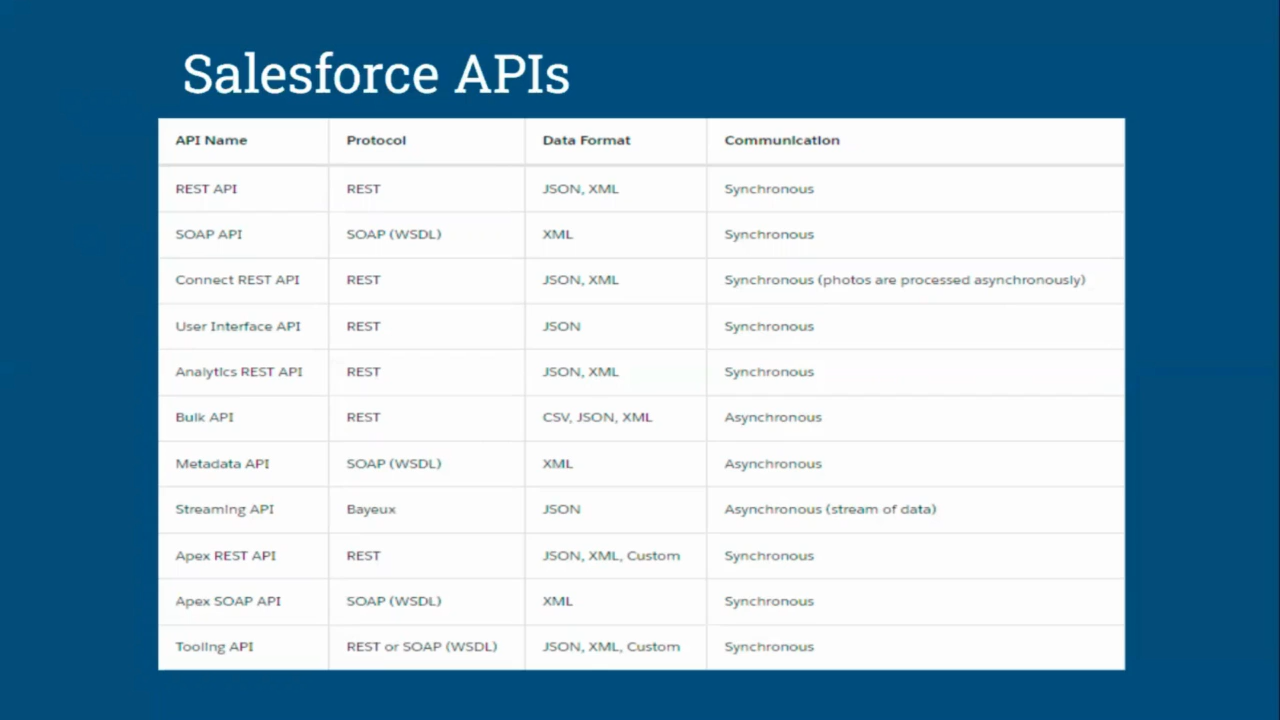 Salesforce APIs
API Name Protocol Data Format Communication
REST API REST JSON, XML Synchronous
SOAP API SOAP (WSDL) XML Synchronous
Connect REST API REST JSON, XML Synchronous (photos are processed asynchronously)
User Interface API REST JSON Synchronous
Analytics REST API REST JSON, XML Synchronous
Bulk API REST CSV, JSON, XML Asynchronous
Metadata API SOAP (WSDL) XML Asynchronous
Streaming API Bayeux JSON Asynchronous (stream of data)
Apex REST API REST JSON, XML, Custom Synchronous
Apex SOAP API SOAP (WSDL) XML Synchronous
Tooling API REST or SOAP (WSDL) JSON, XML, Custom Synchronous